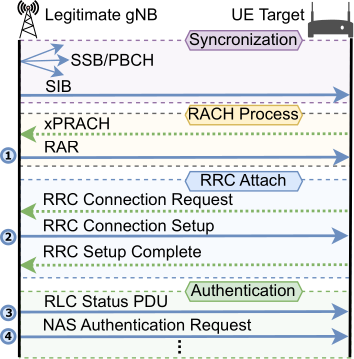 Legitimate gNB
UE Target
Syncronization
SSB/PBCH
SIB
RACH Process
xPRACH
1
RAR
RRC Attach
RRC Connection Request
2
RRC Connection Setup
RRC Setup Complete
Authentication
3
RLC Status PDU
4
NAS Authentication Request
⋮